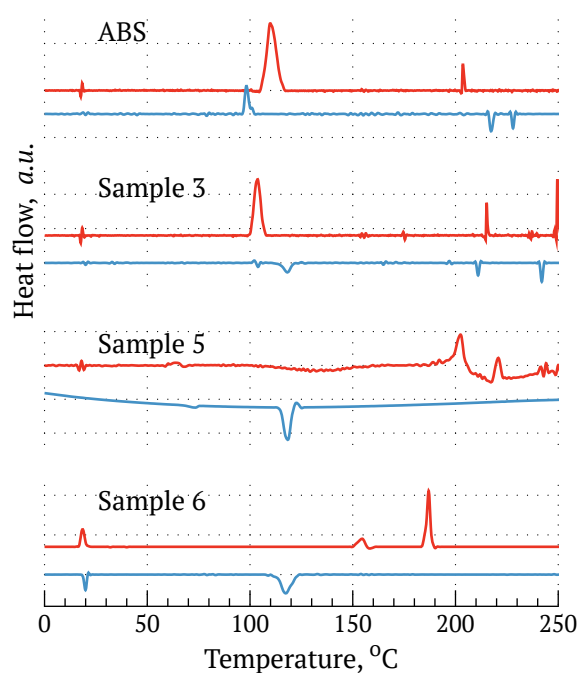 ABS
Sample 3
Sample 5
Sample 6
Heat flow, a.u.
0 50 100 150 200 250
Temperature, °C